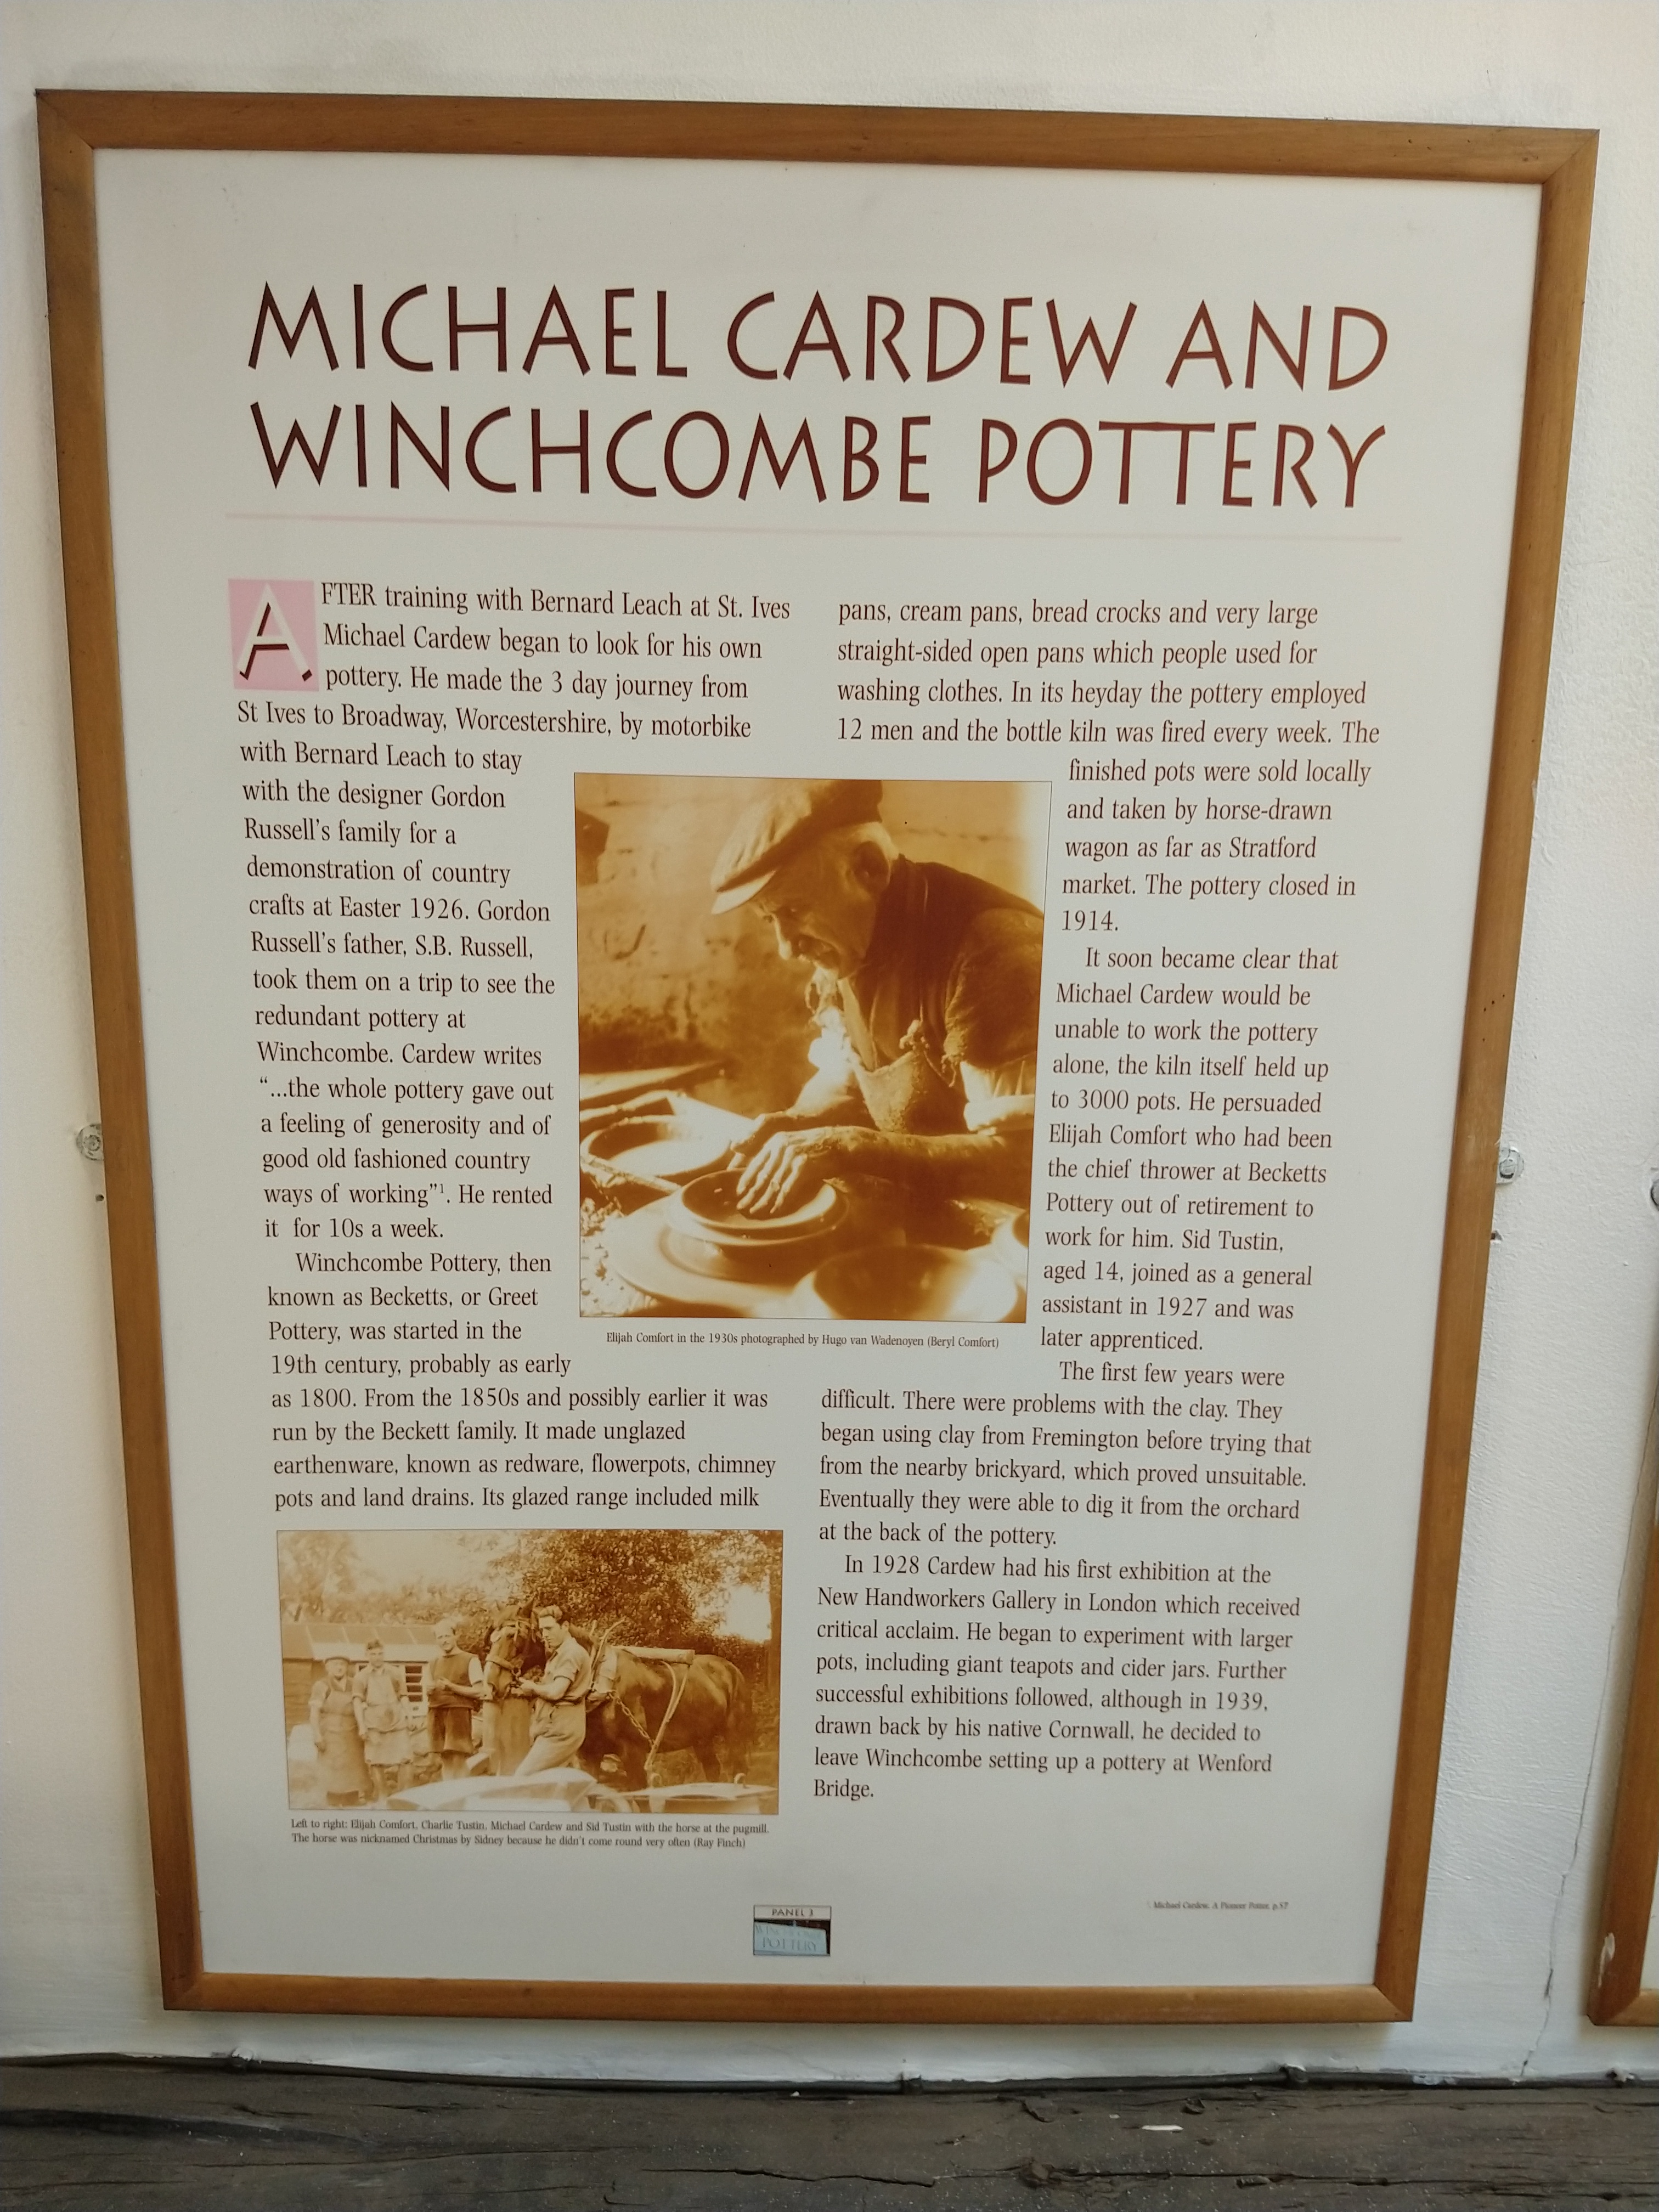 MICHAEL CARDEW AND
WINCHCOMBE POTTERY
AFTER training with Bernard Leach at St. Ives
Michael Cardew began to look for his own
pottery. He made the 3 day journey from
St Ives to Broadway, Worcestershire, by motorbike
with Bernard Leach to stay
with the designer Gordon
Russell's family for a
demonstration of country
crafts at Easter 1926. Gordon
Russell's father, S.B. Russell,
took them on a trip to see the
redundant pottery at
Winchcombe. Cardew writes
“...the whole pottery gave out
a feeling of generosity and of
good old fashioned country
ways of working”¹. He rented
it for 10s a week.
Winchcombe Pottery, then
known as Becketts, or Greet
Pottery, was started in the
19th century, probably as early
as 1800. From the 1850s and possibly earlier it was
run by the Beckett family. It made unglazed
earthenware, known as redware, flowerpots, chimney
pots and land drains. Its glazed range included milk
pans, cream pans, bread crocks and very large
straight-sided open pans which people used for
washing clothes. In its heyday the pottery employed
12 men and the bottle kiln was fired every week. The
finished pots were sold locally
and taken by horse-drawn
wagon as far as Stratford
market. The pottery closed in
1914.
It soon became clear that
Michael Cardew would be
unable to work the pottery
alone, the kiln itself held up
to 3000 pots. He persuaded
Elijah Comfort who had been
the chief thrower at Becketts
Pottery out of retirement to
work for him. Sid Tustin,
aged 14, joined as a general
assistant in 1927 and was
later apprenticed.
The first few years were
difficult. There were problems with the clay. They
began using clay from Fremington before trying that
from the nearby brickyard, which proved unsuitable.
Eventually they were able to dig it from the orchard
at the back of the pottery.
In 1928 Cardew had his first exhibition at the
New Handworkers Gallery in London which received
critical acclaim. He began to experiment with larger
pots, including giant teapots and cider jars. Further
successful exhibitions followed, although in 1939,
drawn back by his native Cornwall, he decided to
leave Winchcombe setting up a pottery at Wenford
Bridge.
Elijah Comfort in the 1930s photographed by Hugo van Wadenoyen (Beryl Comfort)
Left to right: Elijah Comfort, Charlie Tustin, Michael Cardew and Sid Tustin with the horse at the pugmill.
The horse was nicknamed Christmas by Sidney because he didn't come round very often (Ray Finch)
Michael Cardew, A Pioneer Potter, p.57
PANEL 3
WINCHCOMBE
POTTERY